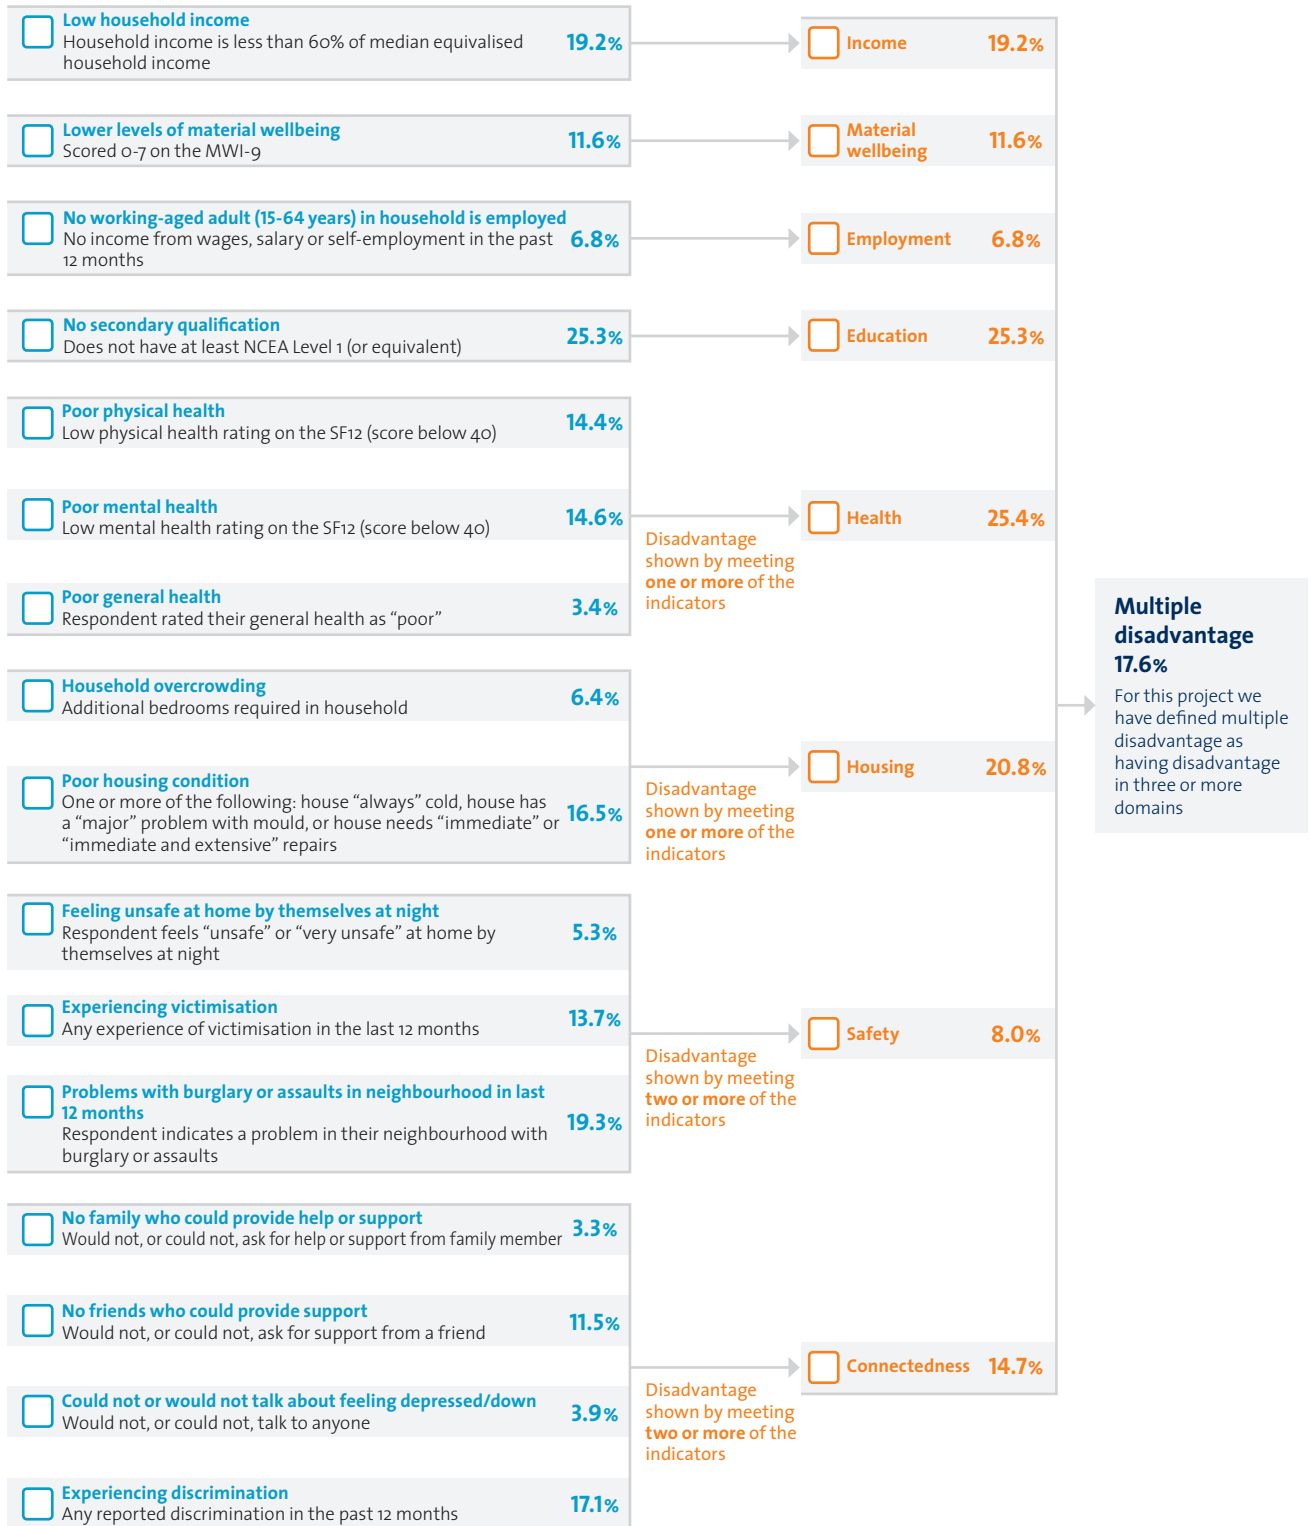 Low household income
Household income is less than 60% of median equivalised
household income
19.2%
Income
19.2%
Lower levels of material wellbeing
Scored 0-7 on the MWI-9
11.6%
Material
wellbeing
11.6%
No working-aged adult (15-64 years) in household is employed
No income from wages, salary or self-employment in the past
12 months
6.8%
Employment
6.8%
No secondary qualification
Does not have at least NCEA Level 1 (or equivalent)
25.3%
Education
25.3%
Poor physical health
Low physical health rating on the SF12 (score below 40)
14.4%
Poor mental health
Low mental health rating on the SF12 (score below 40)
14.6%
Poor general health
Respondent rated their general health as “poor”
3.4%
Disadvantage
shown by meeting
one or more of the
indicators
Health
25.4%
Household overcrowding
Additional bedrooms required in household
6.4%
Poor housing condition
One or more of the following: house “always” cold, house has
a “major” problem with mould, or house needs “immediate” or
“immediate and extensive” repairs
16.5%
Disadvantage
shown by meeting
one or more of the
indicators
Housing
20.8%
Feeling unsafe at home by themselves at night
Respondent feels “unsafe” or “very unsafe” at home by
themselves at night
5.3%
Experiencing victimisation
Any experience of victimisation in the last 12 months
13.7%
Problems with burglary or assaults in neighbourhood in last
12 months
Respondent indicates a problem in their neighbourhood with
burglary or assaults
19.3%
Disadvantage
shown by meeting
two or more of the
indicators
Safety
8.0%
No family who could provide help or support
Would not, or could not, ask for help or support from family member
3.3%
No friends who could provide support
Would not, or could not, ask for support from a friend
11.5%
Could not or would not talk about feeling depressed/down
Would not, or could not, talk to anyone
3.9%
Experiencing discrimination
Any reported discrimination in the past 12 months
17.1%
Disadvantage
shown by meeting
two or more of the
indicators
Connectedness
14.7%
Multiple
disadvantage
17.6%
For this project we
have defined multiple
disadvantage as
having disadvantage
in three or more
domains